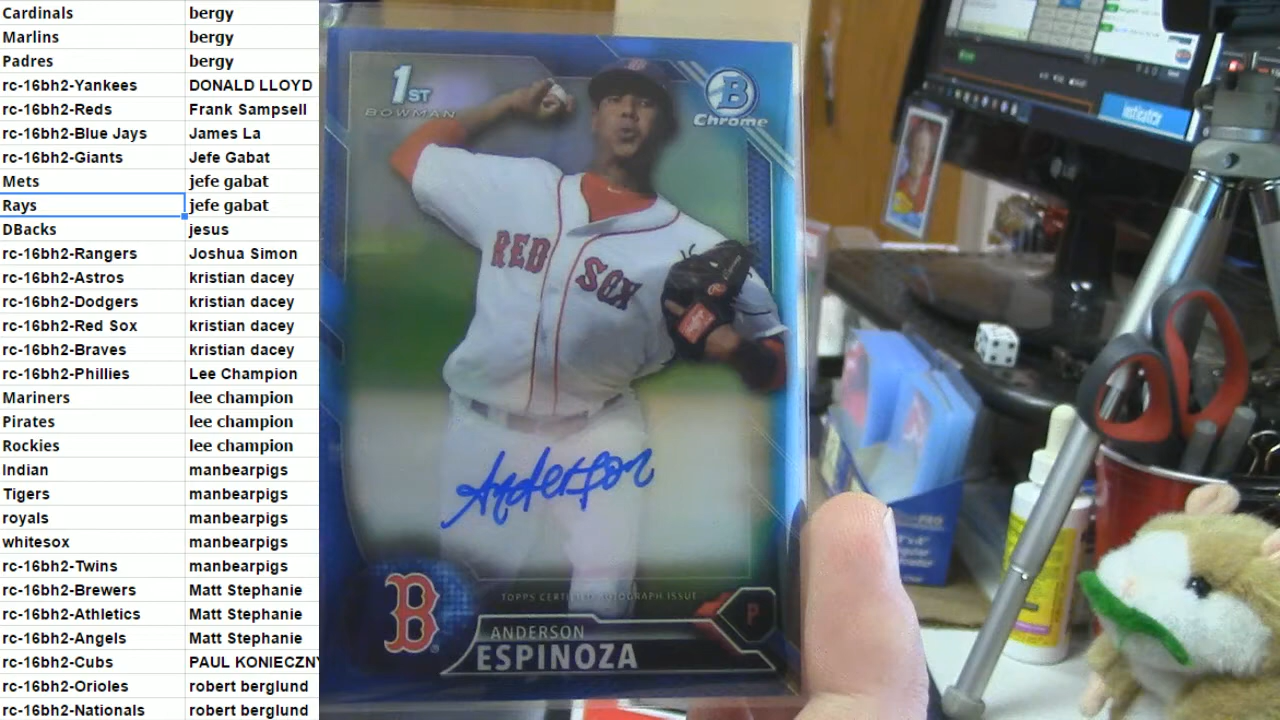 Cardinals bergy
Marlins bergy
Padres bergy
rc-16bh2-Yankees DONALD LLOYD
rc-16bh2-Reds Frank Sampsell
rc-16bh2-Blue Jays James La
rc-16bh2-Giants Jefe Gabat
Mets jefe gabat
Rays jefe gabat
DBacks jesus
rc-16bh2-Rangers Joshua Simon
rc-16bh2-Astros kristian dacey
rc-16bh2-Dodgers kristian dacey
rc-16bh2-Red Sox kristian dacey
rc-16bh2-Braves kristian dacey
rc-16bh2-Phillies Lee Champion
Mariners lee champion
Pirates lee champion
Rockies lee champion
Indian manbearpigs
Tigers manbearpigs
royals manbearpigs
whitesox manbearpigs
rc-16bh2-Twins manbearpigs
rc-16bh2-Brewers Matt Stephanie
rc-16bh2-Athletics Matt Stephanie
rc-16bh2-Angels Matt Stephanie
rc-16bh2-Cubs PAUL KONIECZNY
rc-16bh2-Orioles robert berglund
rc-16bh2-Nationals robert berglund
1ST
BOWMAN
B
Chrome
RED SOX
Anderson
TOPPS CERTIFIED AUTOGRAPH ISSUE
B
P
ANDERSON
ESPINOZA